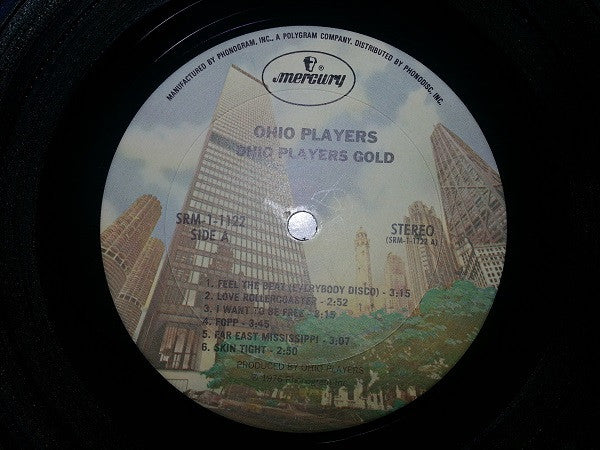 MANUFACTURED BY PHONOGRAM, INC., A POLYGRAM COMPANY, DISTRIBUTED BY PHONODISC, INC.
®
mercury
OHIO PLAYERS
OHIO PLAYERS GOLD
SRM-1-1122
SIDE A
STEREO
(SRM-1-1122 A)
1. FEEL THE BEAT (EVERYBODY DISCO) - 3:15
2. LOVE ROLLERCOASTER - 2:52
3. I WANT TO BE FREE - 3:15
4. FOPP - 3:45
5. FAR EAST MISSISSIPPI - 3:07
6. SKIN TIGHT - 2:50
PRODUCED BY OHIO PLAYERS
℗ 1976 Phonogram Inc.